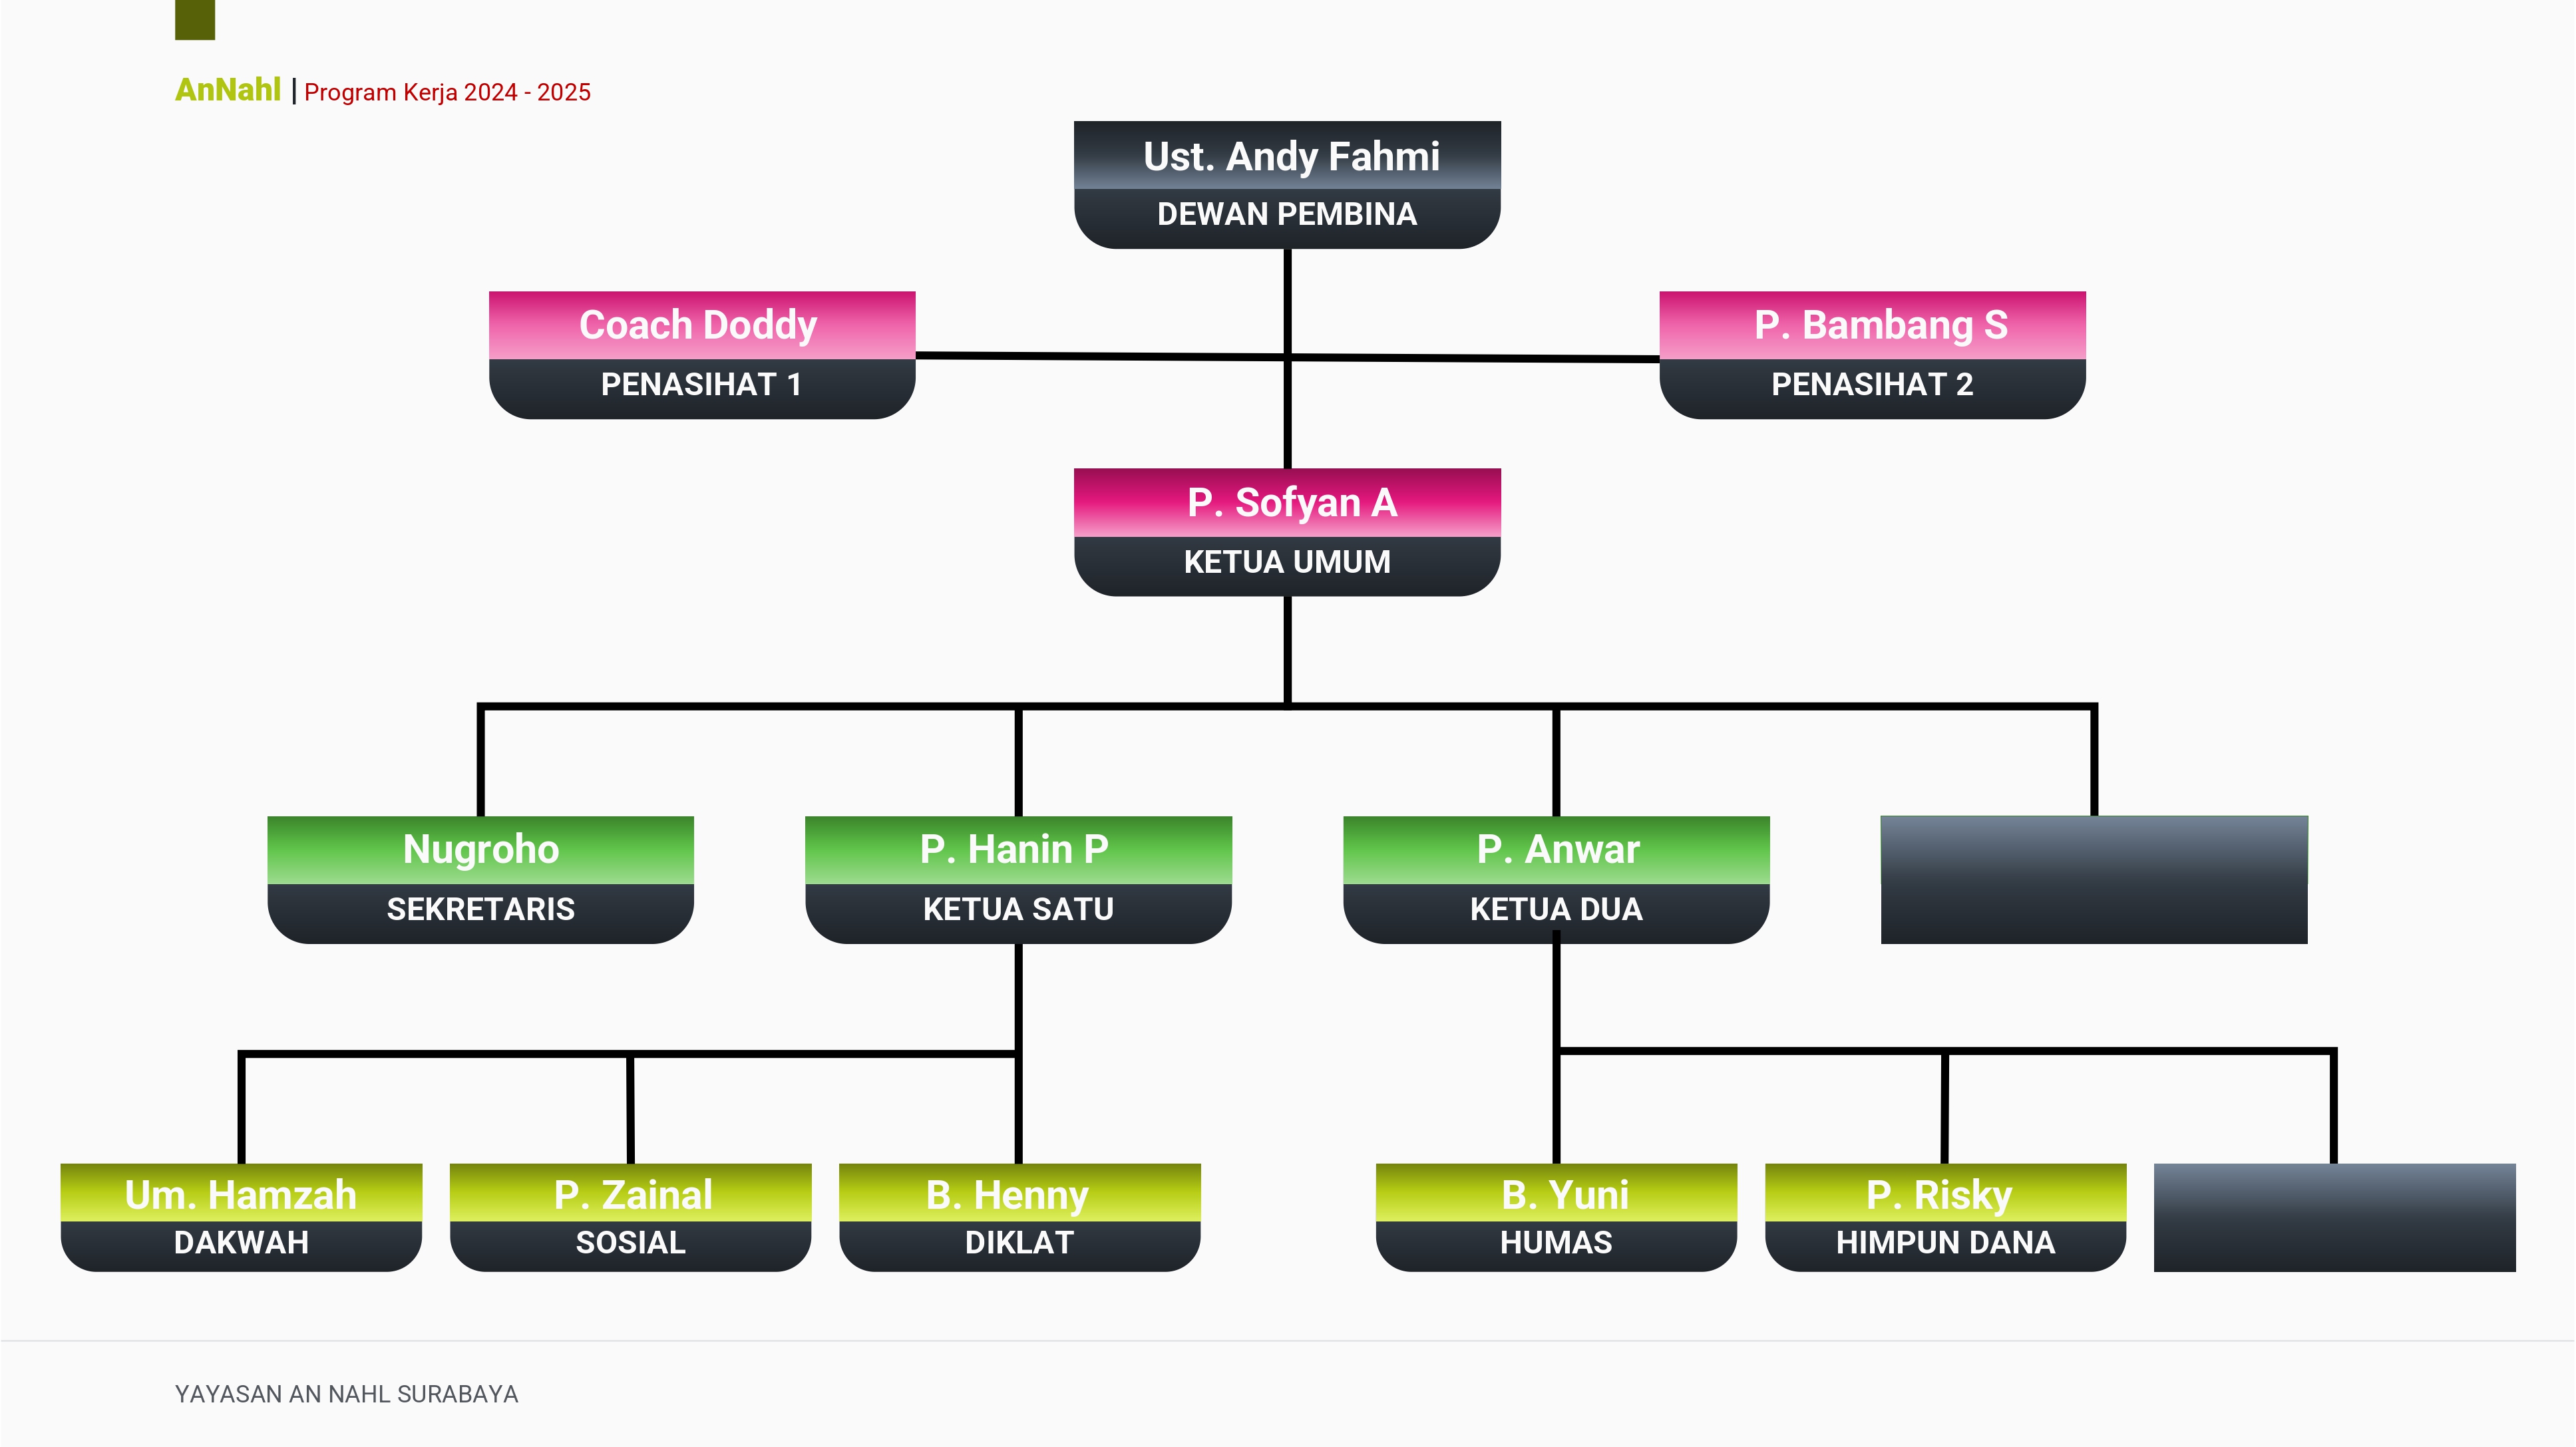 AnNahl | Program Kerja 2024 - 2025
Ust. Andy Fahmi
DEWAN PEMBINA
Coach Doddy
PENASIHAT 1
P. Bambang S
PENASIHAT 2
P. Sofyan A
KETUA UMUM
Nugroho
SEKRETARIS
P. Hanin P
KETUA SATU
P. Anwar
KETUA DUA
Um. Hamzah
DAKWAH
P. Zainal
SOSIAL
B. Henny
DIKLAT
B. Yuni
HUMAS
P. Risky
HIMPUN DANA
YAYASAN AN NAHL SURABAYA